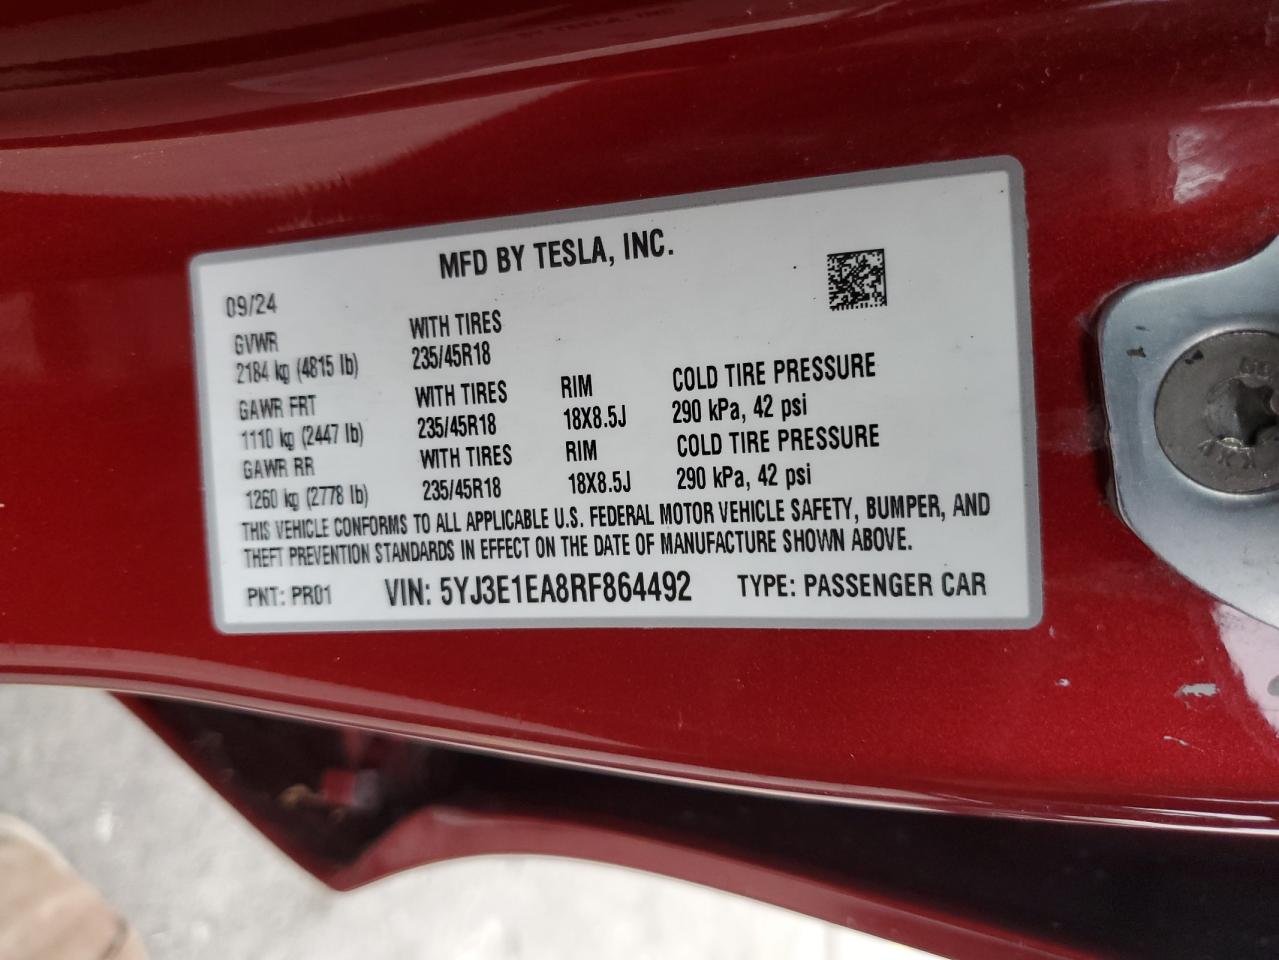 MFD BY TESLA, INC.
09/24
GVWR
2184 kg (4815 lb)
WITH TIRES
235/45R18
GAWR FRT
1110 kg (2447 lb)
WITH TIRES
235/45R18
RIM
18X8.5J
COLD TIRE PRESSURE
290 kPa, 42 psi
GAWR RR
1260 kg (2778 lb)
WITH TIRES
235/45R18
RIM
18X8.5J
COLD TIRE PRESSURE
290 kPa, 42 psi
THIS VEHICLE CONFORMS TO ALL APPLICABLE U.S. FEDERAL MOTOR VEHICLE SAFETY, BUMPER, AND
THEFT PREVENTION STANDARDS IN EFFECT ON THE DATE OF MANUFACTURE SHOWN ABOVE.
PNT: PR01 VIN: 5YJ3E1EA8RF864492 TYPE: PASSENGER CAR